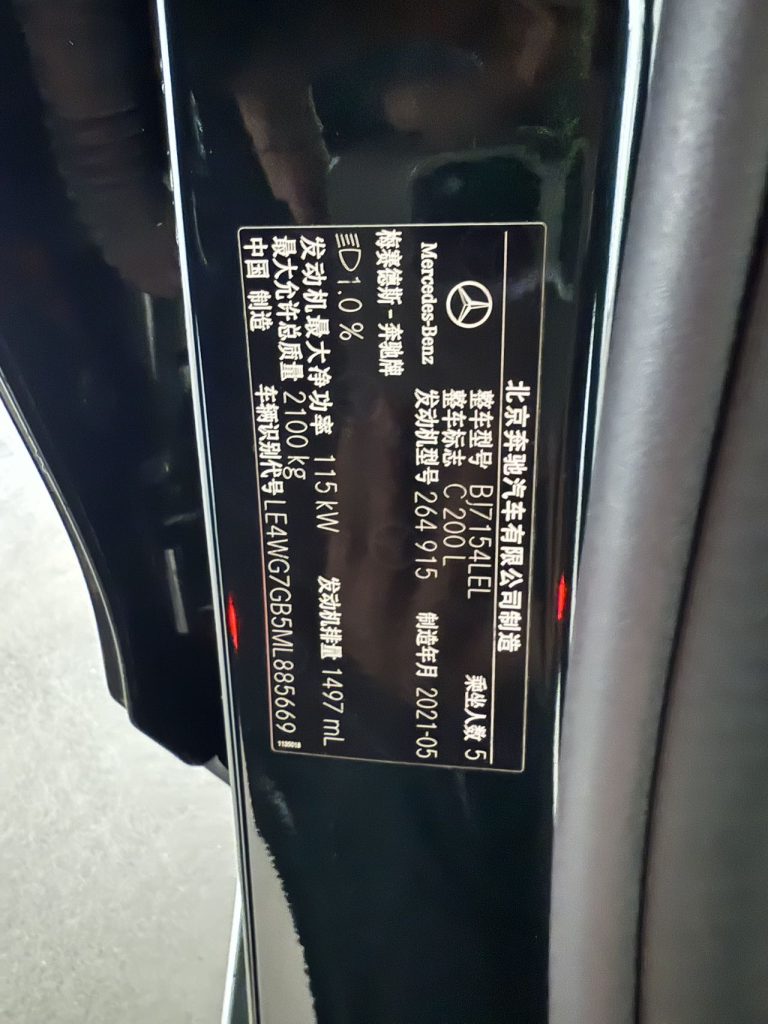 北京奔驰汽车有限公司制造
Mercedes-Benz
梅赛德斯-奔驰牌
整车型号 BJ7154LEL
乘坐人数 5
整车标志 C 200 L
发动机型号 264 915
制造年月 2021-05
1.0 %
发动机最大净功率 115 kW
发动机排量 1497 mL
最大允许总质量 2100 kg
中国 制造
车辆识别代号 LE4WG7GB5ML885669